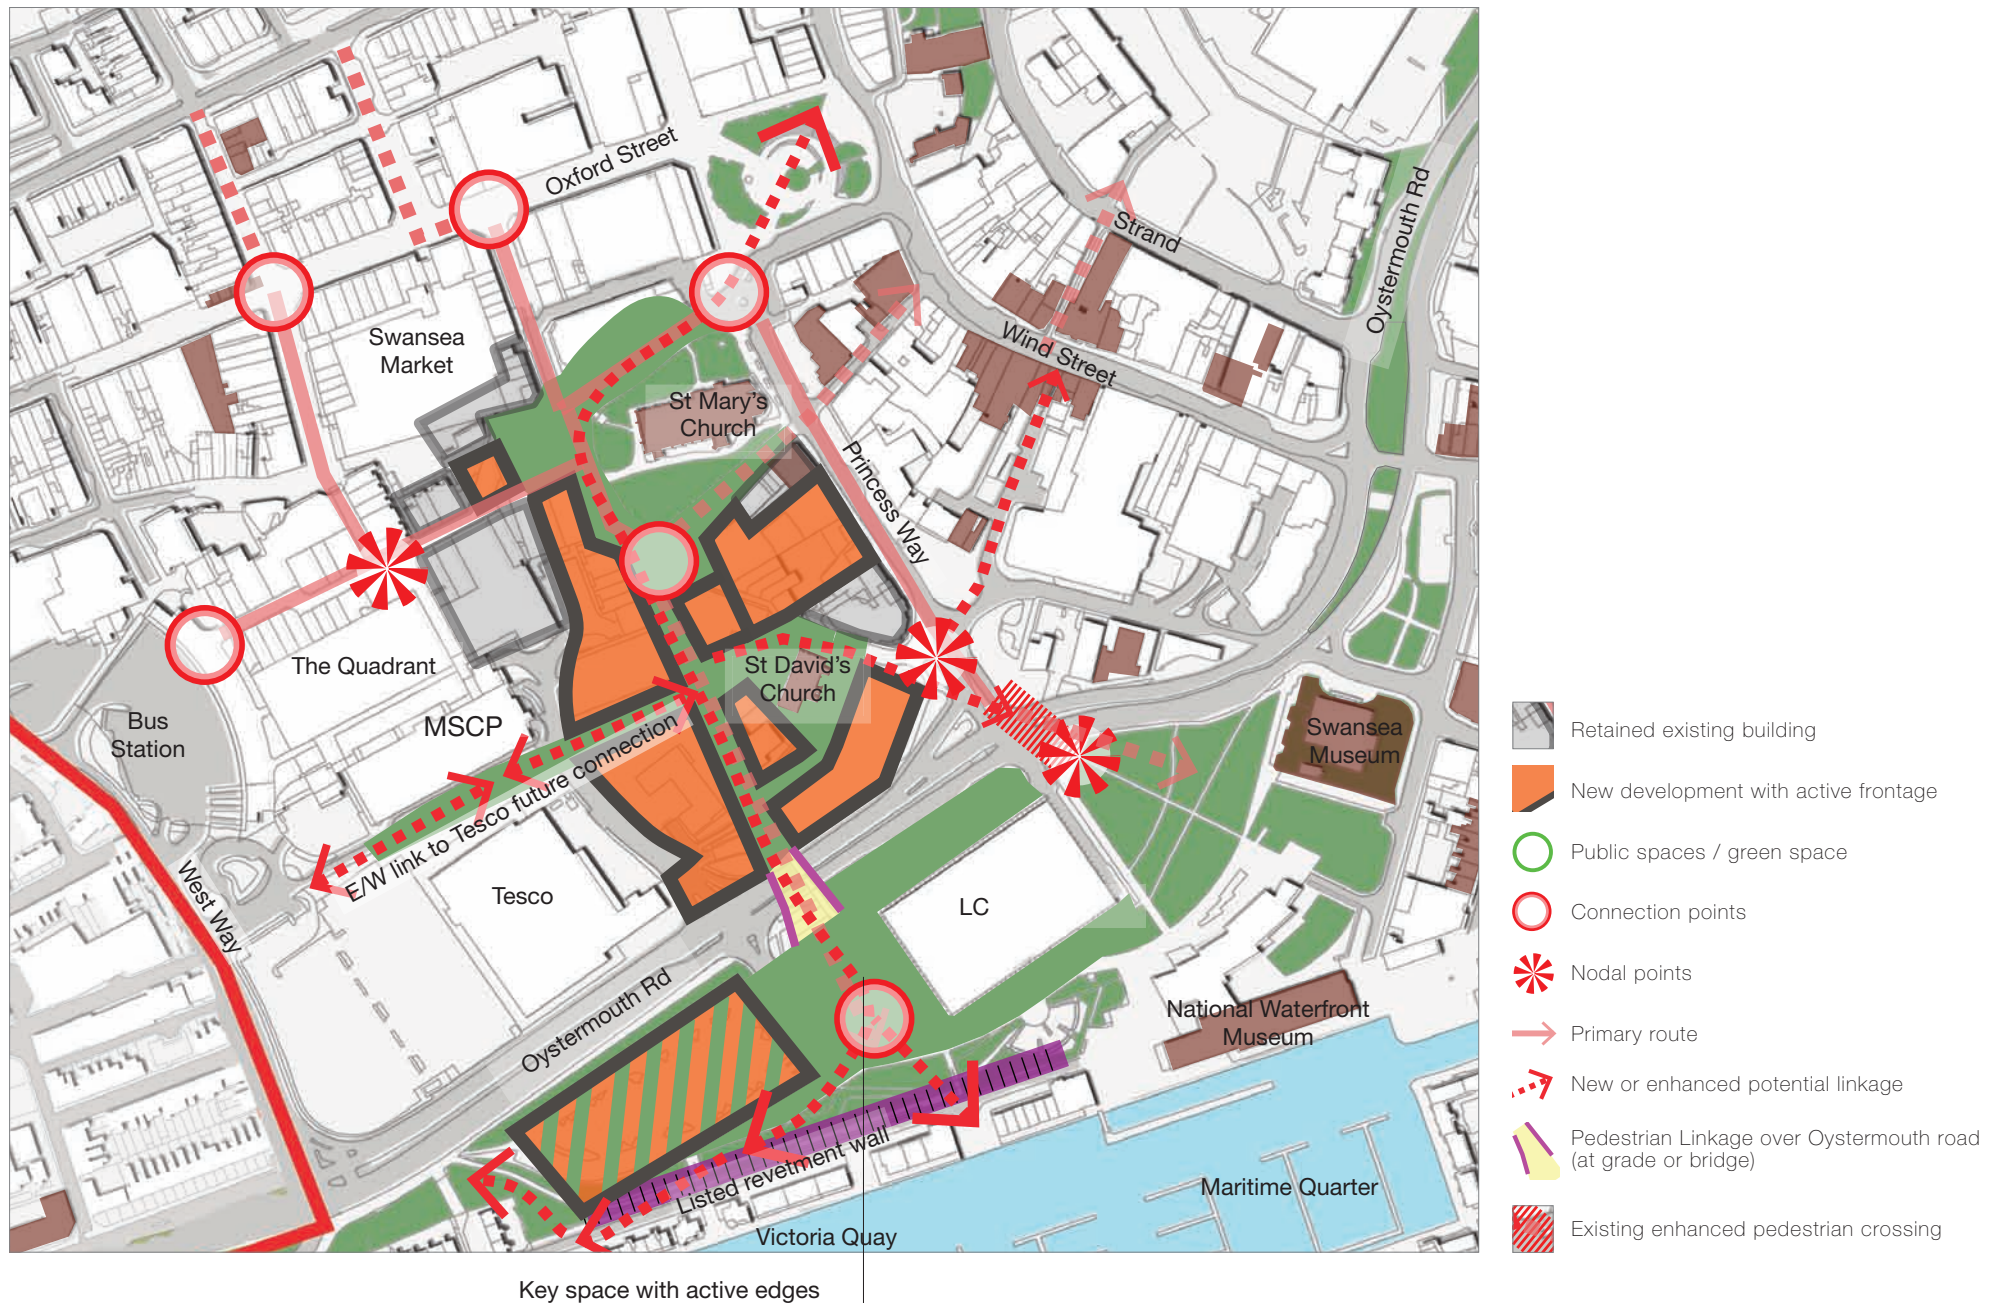 Oxford Street
Strand
Oystermouth Rd
Swansea
Market
Wind Street
St Mary's
Church
Princess Way
The Quadrant
St David's
Church
Bus
Station
MSCP
Swansea
Museum
E/W link to Tesco future connection
West Way
Tesco
LC
Oystermouth Rd
National Waterfront
Museum
Listed revetment wall
Maritime Quarter
Victoria Quay
Key space with active edges
Retained existing building
New development with active frontage
Public spaces / green space
Connection points
Nodal points
Primary route
New or enhanced potential linkage
Pedestrian Linkage over Oystermouth road
(at grade or bridge)
Existing enhanced pedestrian crossing